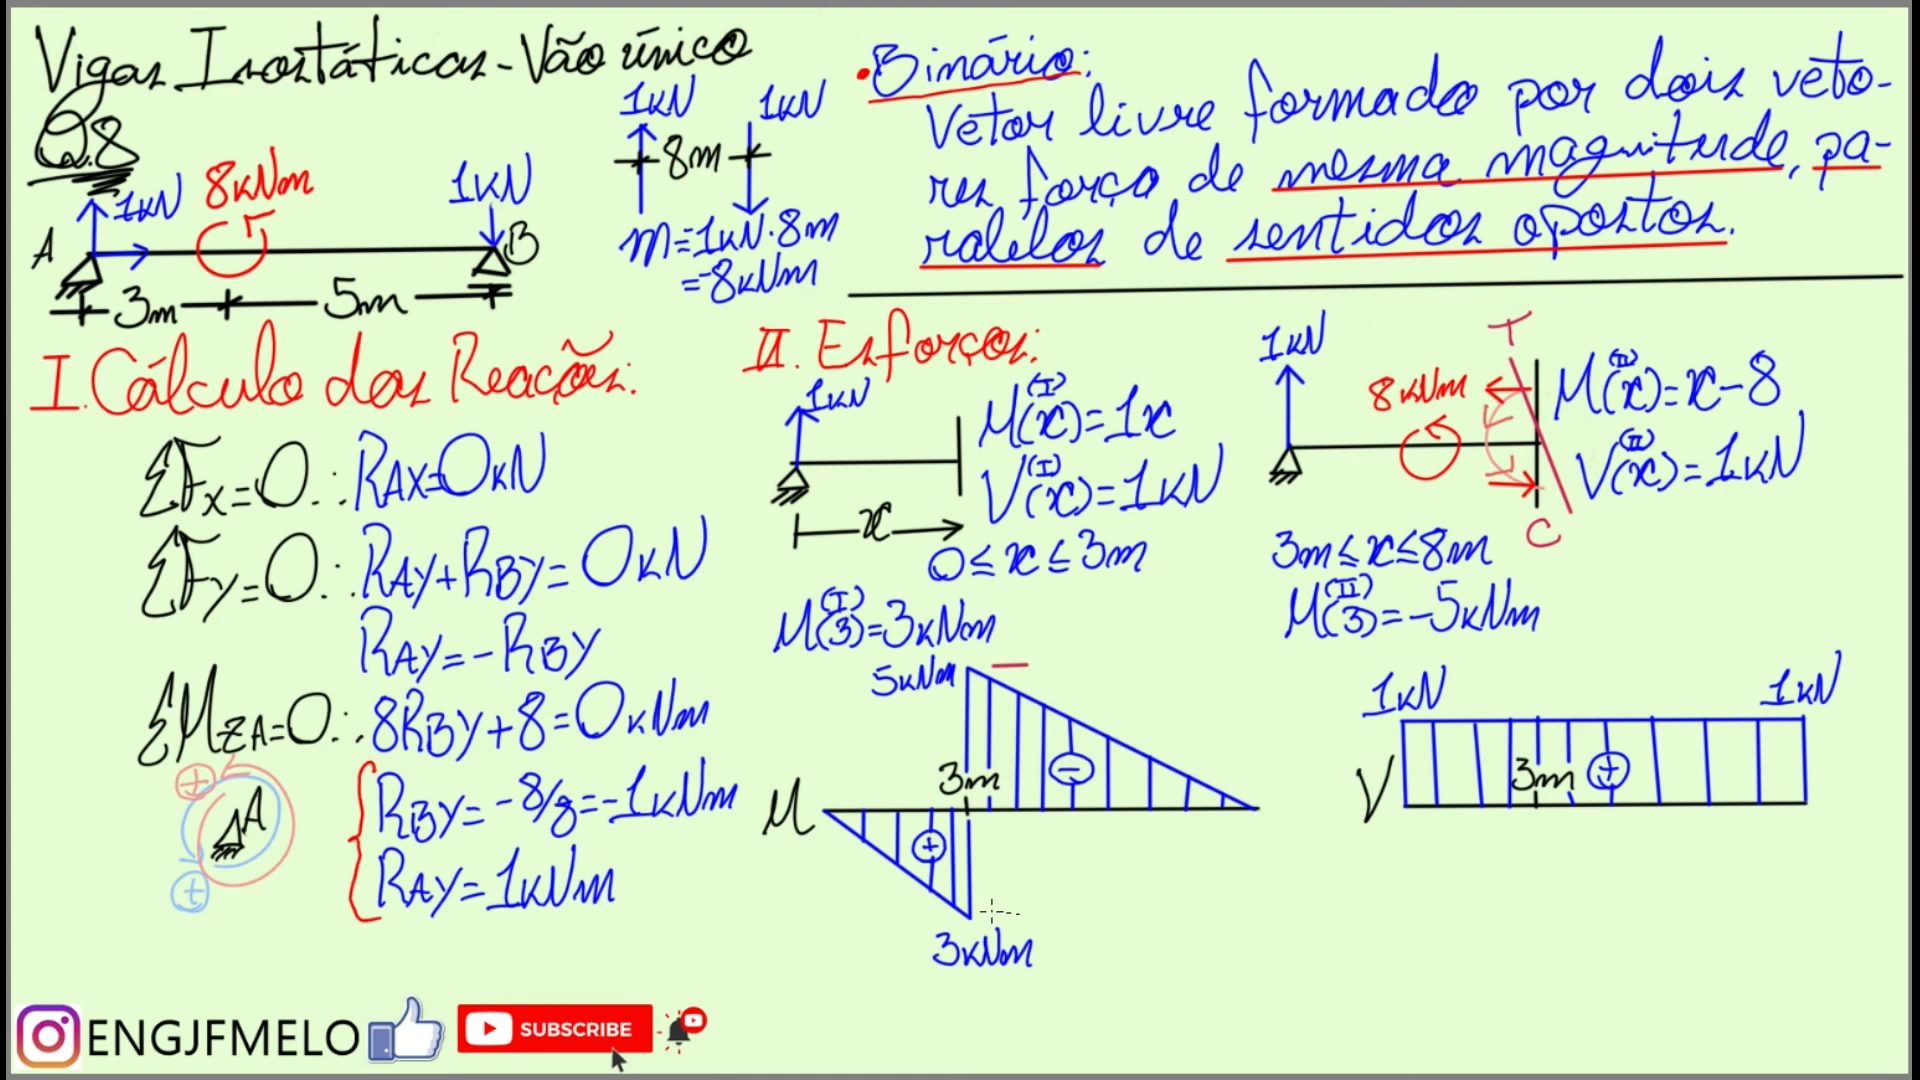 Vigas Isostáticas - Vão único
Q.8
1kN 8kNm 1kN
A B
3m 5m
1kN 1kN
8m
m=1kN.8m
=-8kNm
•Binário:
Vetor livre formado por dois veto-
res força de mesma magnitude, pa-
ralelos de sentidos opostos.
I. Cálculo das Reações:
ΣFx=0∴ RAX=0kN
ΣFy=0∴ RAY+RBY=0kN
RAY=-RBY
ΣMZA=0∴ 8RBY+8=0kNm
RBY=-8/8=-1kNm
RAY=1kNm
+ A
+
II. Esforços:
1kN
x
M(x)^(I)=1x
V(x)^(I)=1kN
0≤x≤3m
M(3)^(I)=3kNm
1kN
8kNm
T
C
M(x)^(II)=x-8
V(x)^(II)=1kN
3m≤x≤8m
M(3)^(II)=-5kNm
5kNm
3m
M
-
+
3kNm
1kN 1kN
V 3m +
ENGJFMELO SUBSCRIBE